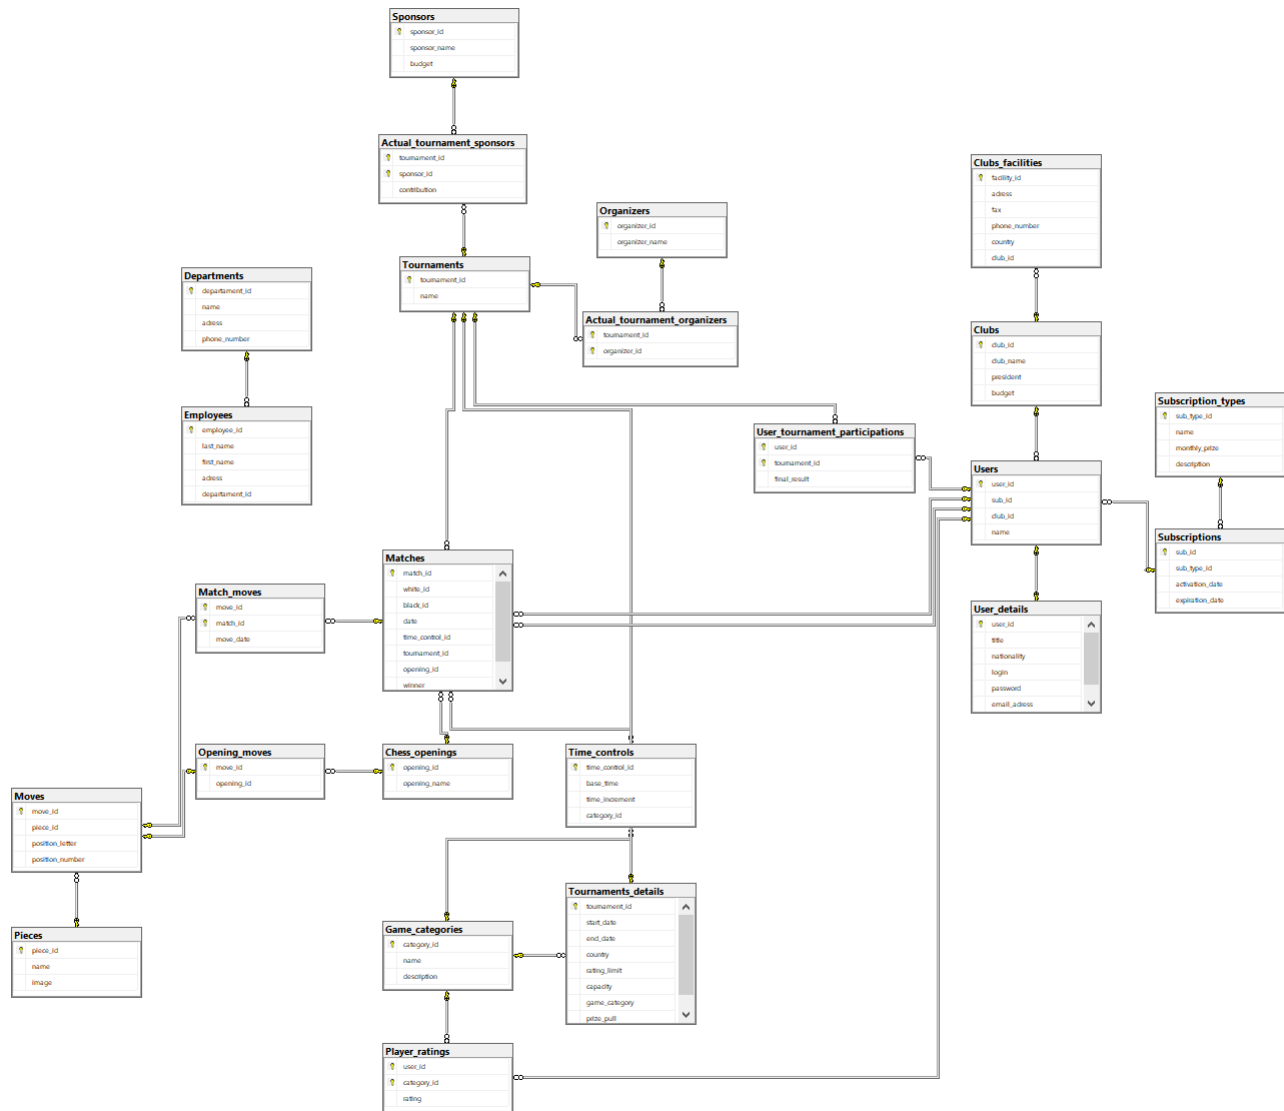 Sponsors
sponsor_id
sponsor_name
budget
Actual_tournament_sponsors
tournament_id
sponsor_id
contribution
Clubs_facilities
facility_id
adress
fax
phone_number
country
club_id
Organizers
organizer_id
organizer_name
Tournaments
tournament_id
name
Departments
departament_id
name
adress
phone_number
Actual_tournament_organizers
tournament_id
organizer_id
Clubs
club_id
club_name
president
budget
Subscription_types
sub_type_id
name
monthly_prize
description
Employees
employee_id
last_name
first_name
adress
departament_id
User_tournament_participations
user_id
tournament_id
final_result
Users
user_id
sub_id
club_id
name
Subscriptions
sub_id
sub_type_id
activation_date
expiration_date
Matches
match_id
white_id
black_id
date
time_control_id
tournament_id
opening_id
winner
Match_moves
move_id
match_id
move_date
User_details
user_id
title
nationality
login
password
email_adress
Opening_moves
move_id
opening_id
Chess_openings
opening_id
opening_name
Time_controls
time_control_id
base_time
time_increment
category_id
Moves
move_id
piece_id
position_letter
position_number
Tournaments_details
tournament_id
start_date
end_date
country
rating_limit
capacity
game_category
prize_pull
Game_categories
category_id
name
description
Pieces
piece_id
name
image
Player_ratings
user_id
category_id
rating